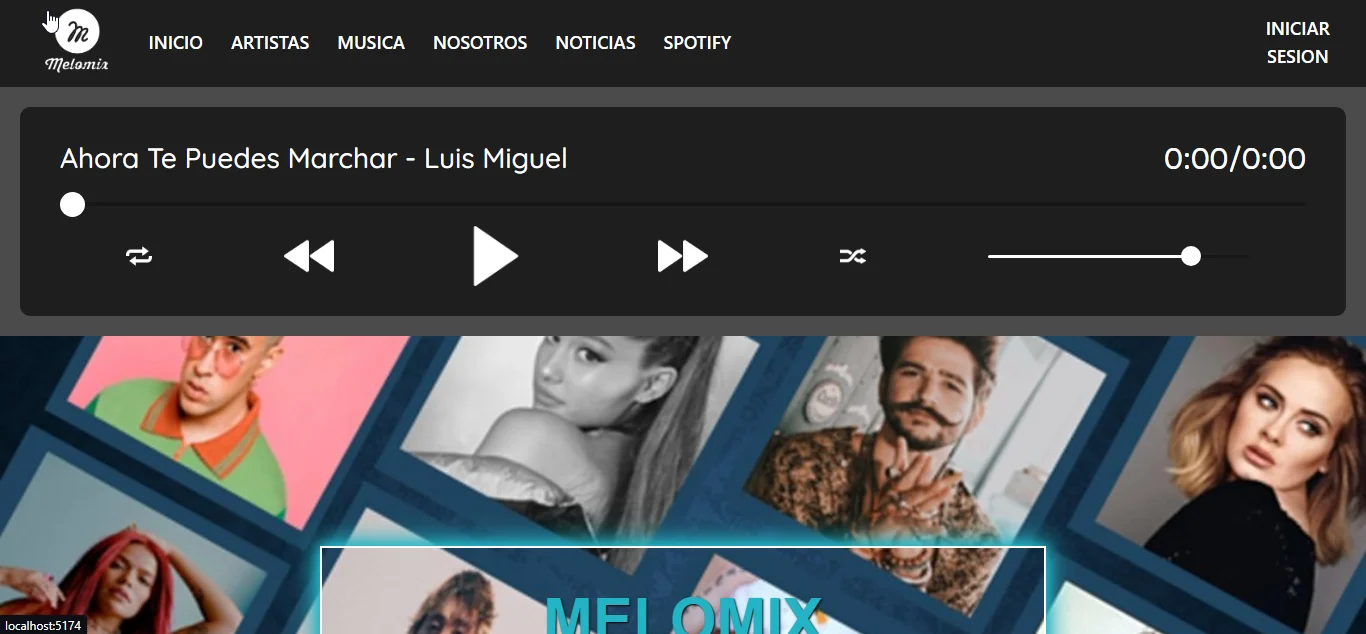 m
Melomix
INICIO ARTISTAS MUSICA NOSOTROS NOTICIAS SPOTIFY
INICIAR
SESION
Ahora Te Puedes Marchar - Luis Miguel
0:00/0:00
MELOMIX
localhost:5174